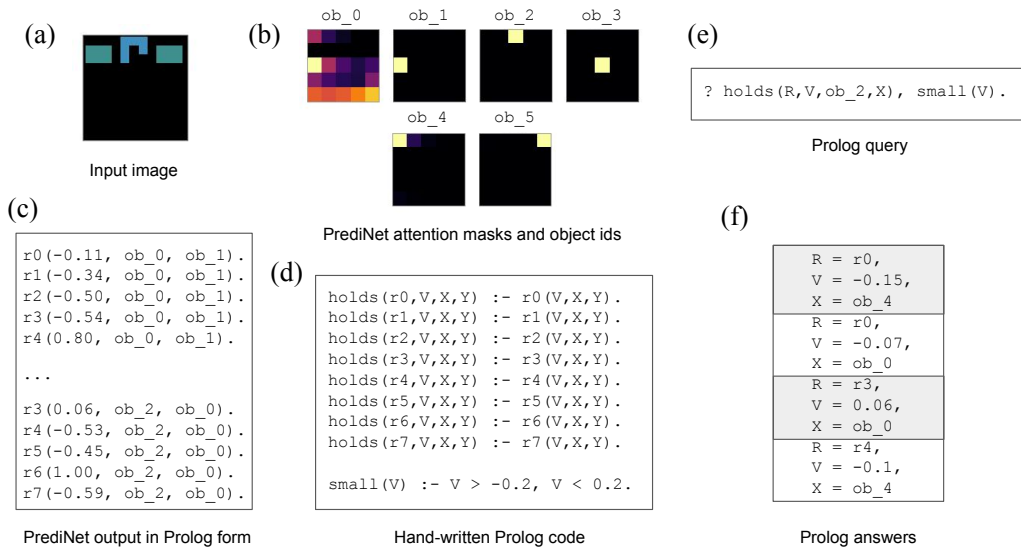 (a)
Input image
(b)
ob_0
ob_1
ob_2
ob_3
ob_4
ob_5
PrediNet attention masks and object ids
(c)
r0(-0.11, ob_0, ob_1).
r1(-0.34, ob_0, ob_1).
r2(-0.50, ob_0, ob_1).
r3(-0.54, ob_0, ob_1).
r4(0.80, ob_0, ob_1).
...
r3(0.06, ob_2, ob_0).
r4(-0.53, ob_2, ob_0).
r5(-0.45, ob_2, ob_0).
r6(1.00, ob_2, ob_0).
r7(-0.59, ob_2, ob_0).
PrediNet output in Prolog form
(d)
holds(r0,V,X,Y) :- r0(V,X,Y).
holds(r1,V,X,Y) :- r1(V,X,Y).
holds(r2,V,X,Y) :- r2(V,X,Y).
holds(r3,V,X,Y) :- r3(V,X,Y).
holds(r4,V,X,Y) :- r4(V,X,Y).
holds(r5,V,X,Y) :- r5(V,X,Y).
holds(r6,V,X,Y) :- r6(V,X,Y).
holds(r7,V,X,Y) :- r7(V,X,Y).
small(V) :- V > -0.2, V < 0.2.
Hand-written Prolog code
(e)
? holds(R,V,ob_2,X), small(V).
Prolog query
(f)
R = r0,
V = -0.15,
X = ob_4
R = r0,
V = -0.07,
X = ob_0
R = r3,
V = 0.06,
X = ob_0
R = r4,
V = -0.1,
X = ob_4
Prolog answers